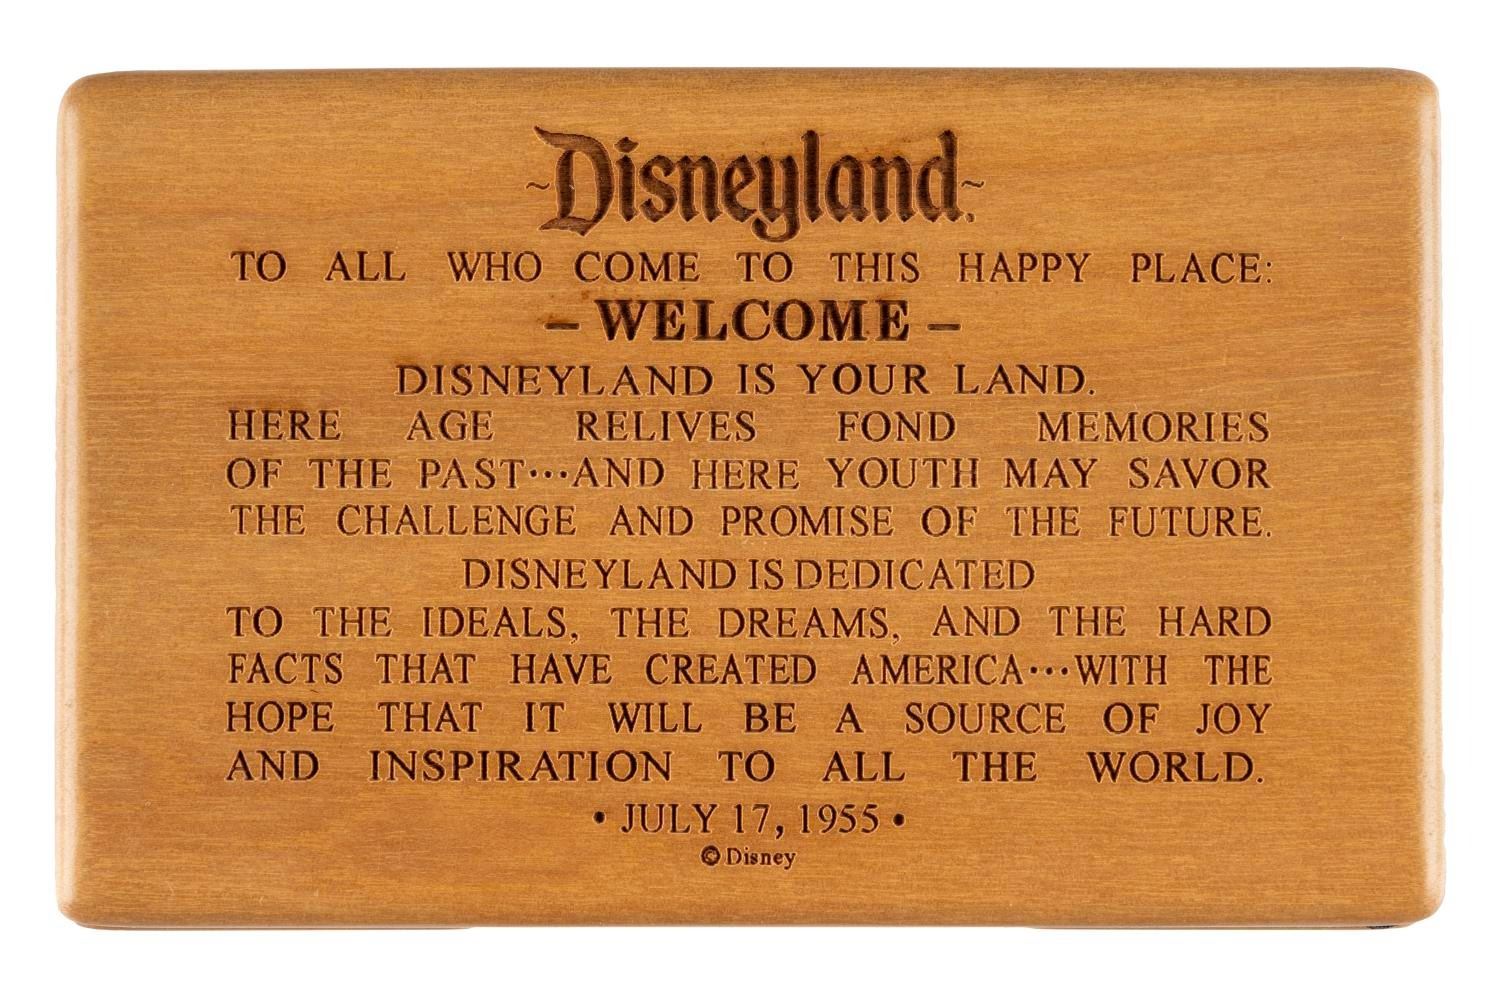 ~Disneyland~
TO ALL WHO COME TO THIS HAPPY PLACE:
– WELCOME –
DISNEYLAND IS YOUR LAND.
HERE AGE RELIVES FOND MEMORIES
OF THE PAST···AND HERE YOUTH MAY SAVOR
THE CHALLENGE AND PROMISE OF THE FUTURE.
DISNEYLAND IS DEDICATED
TO THE IDEALS, THE DREAMS, AND THE HARD
FACTS THAT HAVE CREATED AMERICA···WITH THE
HOPE THAT IT WILL BE A SOURCE OF JOY
AND INSPIRATION TO ALL THE WORLD.
• JULY 17, 1955 •
© Disney